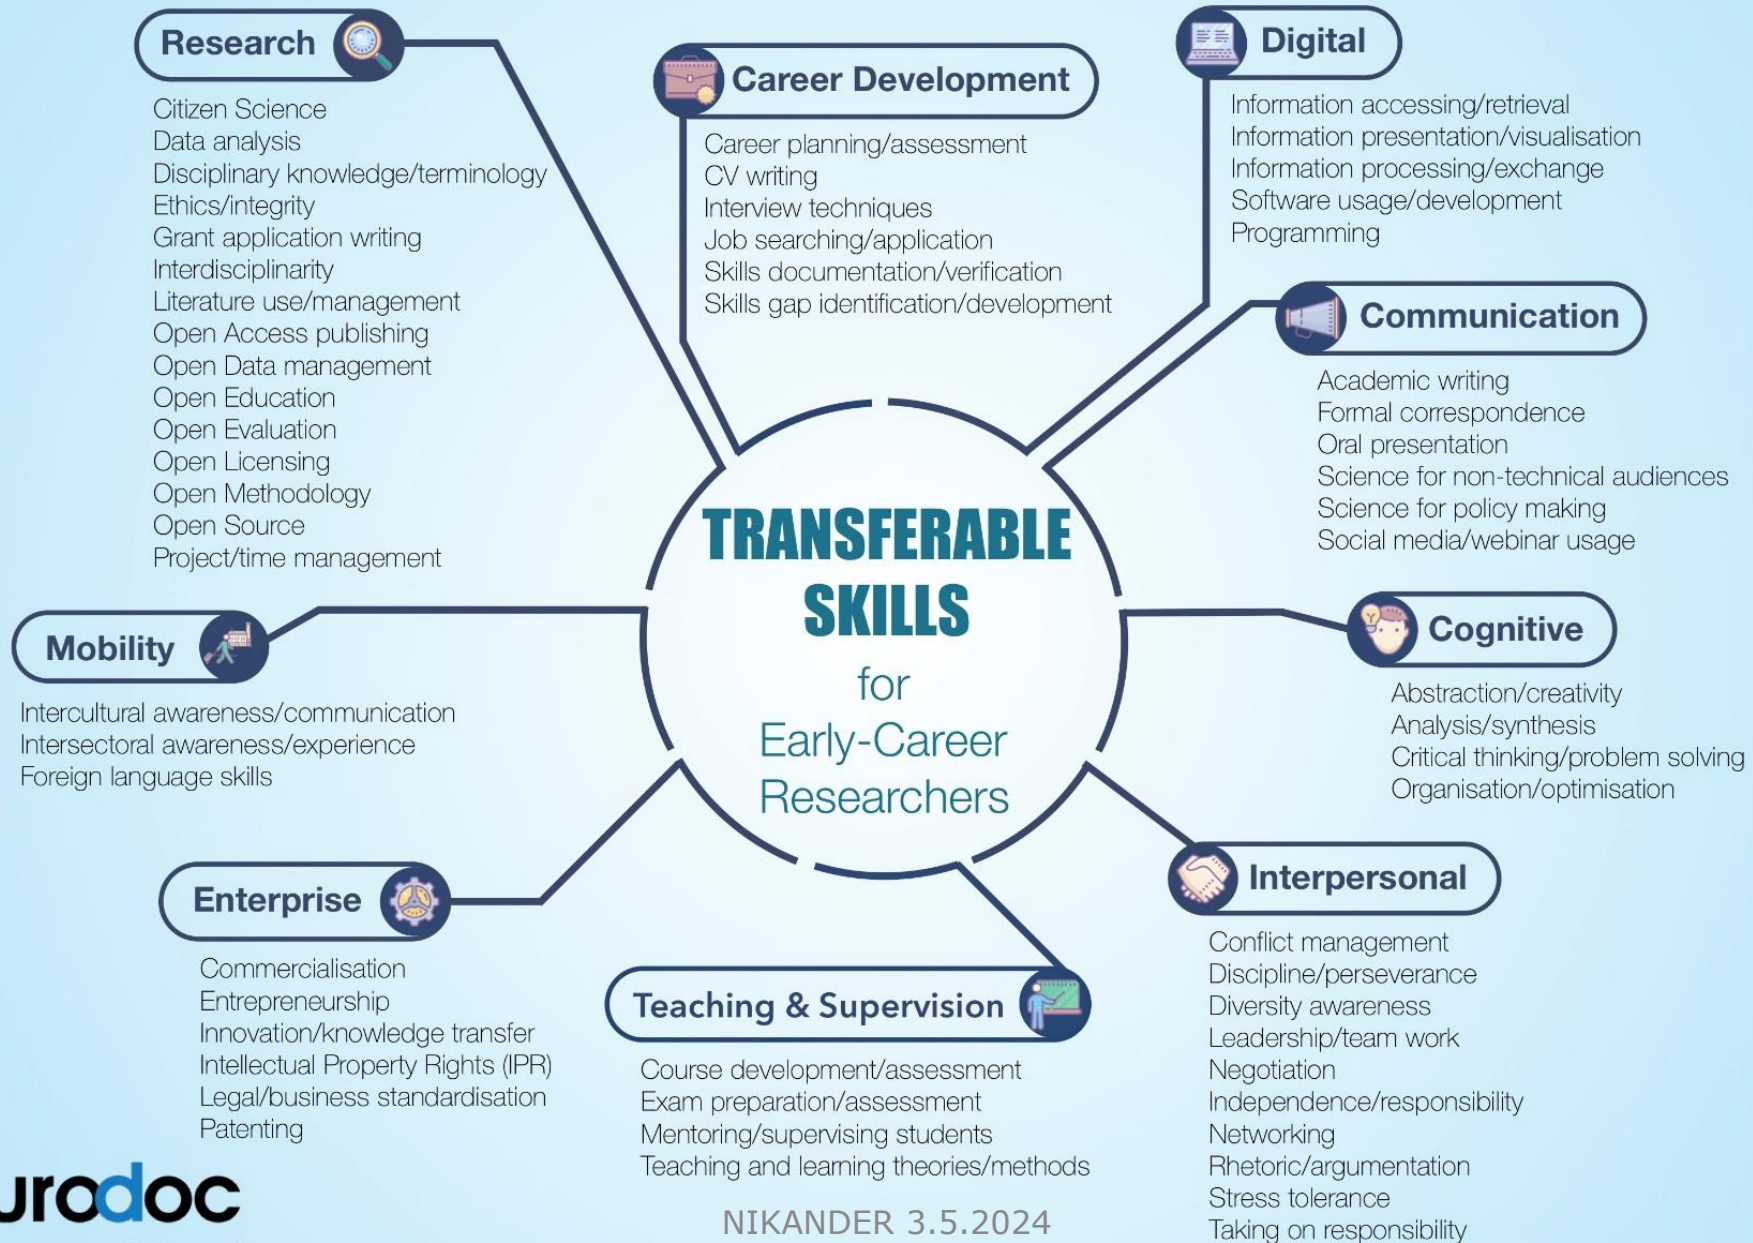 Research
Citizen Science
Data analysis
Disciplinary knowledge/terminology
Ethics/integrity
Grant application writing
Interdisciplinarity
Literature use/management
Open Access publishing
Open Data management
Open Education
Open Evaluation
Open Licensing
Open Methodology
Open Source
Project/time management
Career Development
Career planning/assessment
CV writing
Interview techniques
Job searching/application
Skills documentation/verification
Skills gap identification/development
Digital
Information accessing/retrieval
Information presentation/visualisation
Information processing/exchange
Software usage/development
Programming
Communication
Academic writing
Formal correspondence
Oral presentation
Science for non-technical audiences
Science for policy making
Social media/webinar usage
TRANSFERABLE
SKILLS
for
Early-Career
Researchers
Mobility
Intercultural awareness/communication
Intersectoral awareness/experience
Foreign language skills
Cognitive
Abstraction/creativity
Analysis/synthesis
Critical thinking/problem solving
Organisation/optimisation
Enterprise
Commercialisation
Entrepreneurship
Innovation/knowledge transfer
Intellectual Property Rights (IPR)
Legal/business standardisation
Patenting
Teaching & Supervision
Course development/assessment
Exam preparation/assessment
Mentoring/supervising students
Teaching and learning theories/methods
Interpersonal
Conflict management
Discipline/perseverance
Diversity awareness
Leadership/team work
Negotiation
Independence/responsibility
Networking
Rhetoric/argumentation
Stress tolerance
Taking on responsibility
urodoc
NIKANDER 3.5.2024